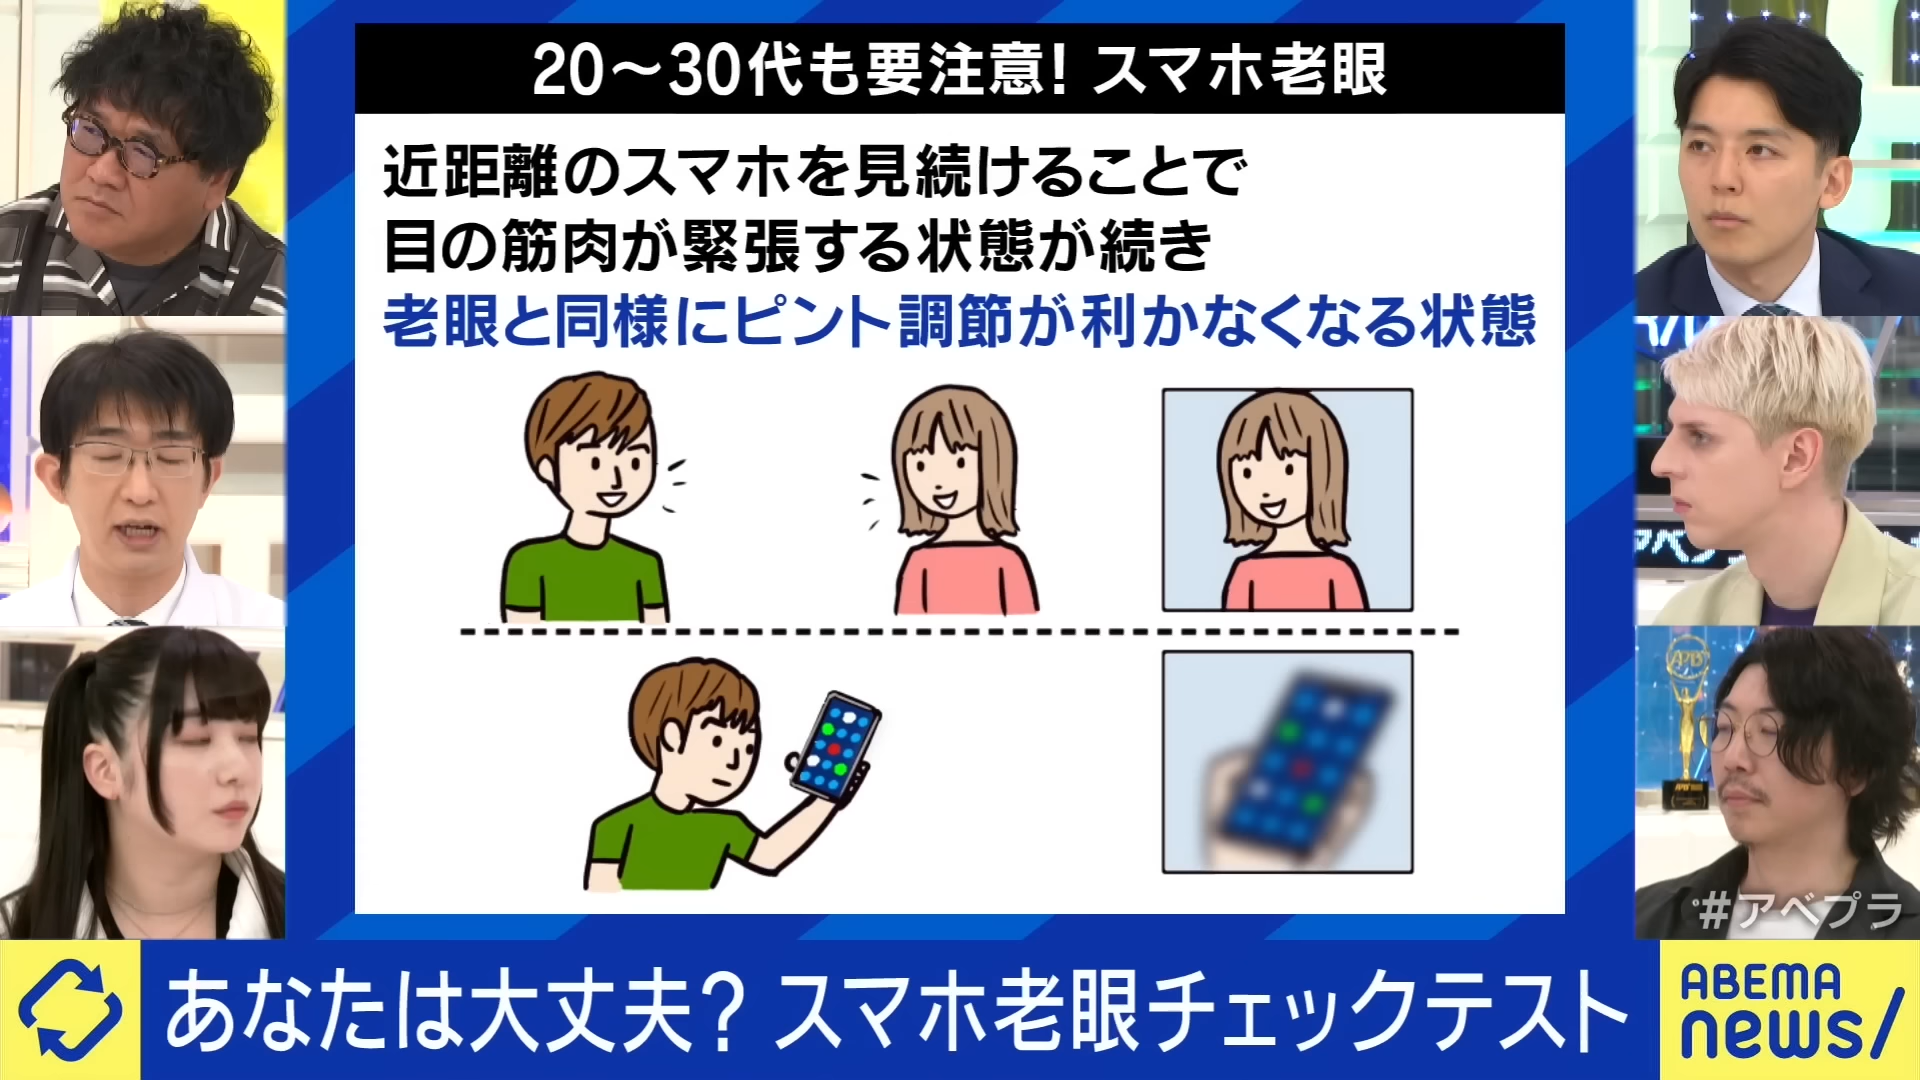 20〜30代も要注意! スマホ老眼
近距離のスマホを見続けることで
目の筋肉が緊張する状態が続き
老眼と同様にピント調節が利かなくなる状態
#アベプラ
あなたは大丈夫? スマホ老眼チェックテスト
ABEMA
news/